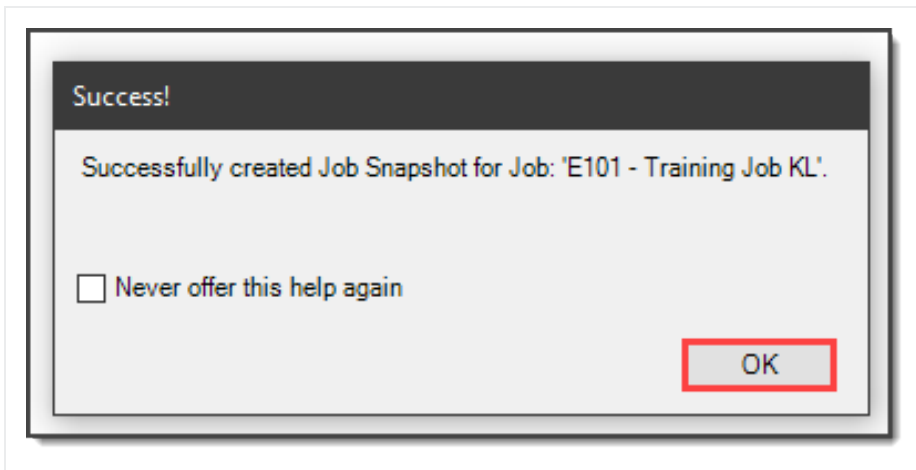 Success!
Successfully created Job Snapshot for Job: 'E101 - Training Job KL'.
Never offer this help again
OK